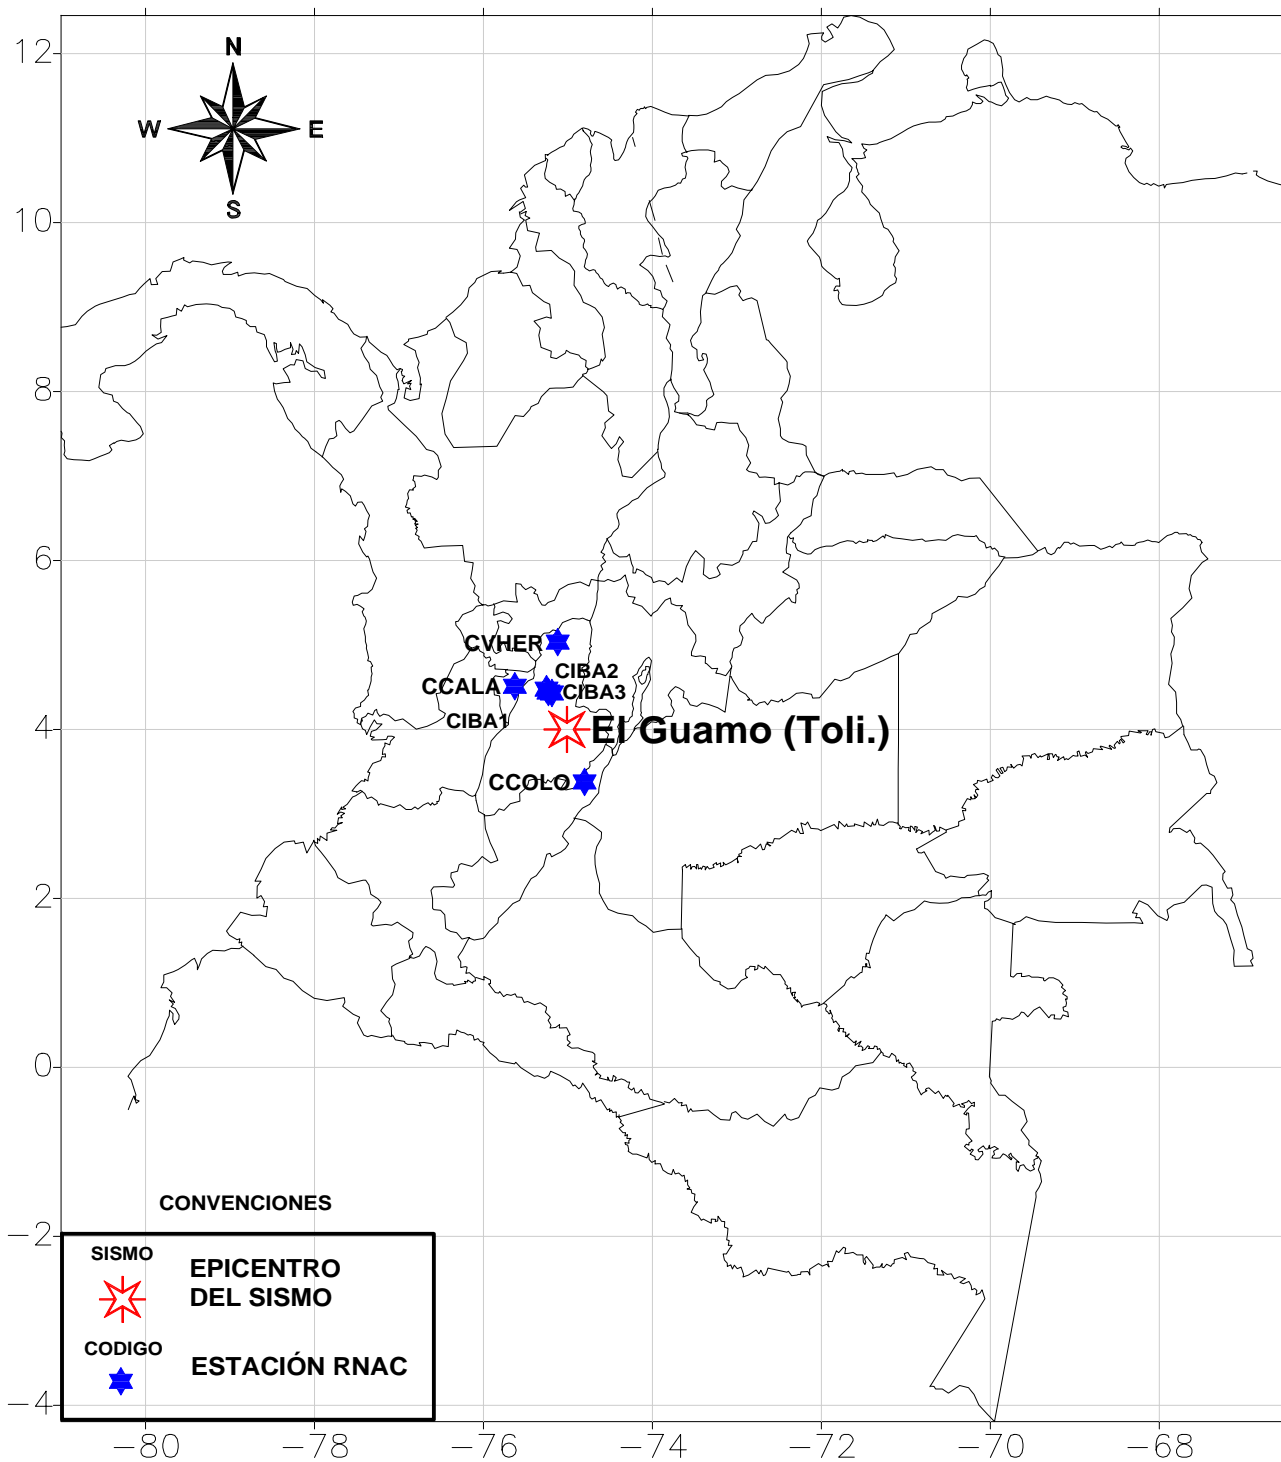 N
W
E
S
12
10
8
6
4
2
0
−2
−4
CVHER
CIBA2
CCALA
CIBA3
CIBA1
El Guamo (Toli.)
CCOLO
CONVENCIONES
SISMO
EPICENTRO
DEL SISMO
CODIGO
ESTACIÓN RNAC
−80
−78
−76
−74
−72
−70
−68